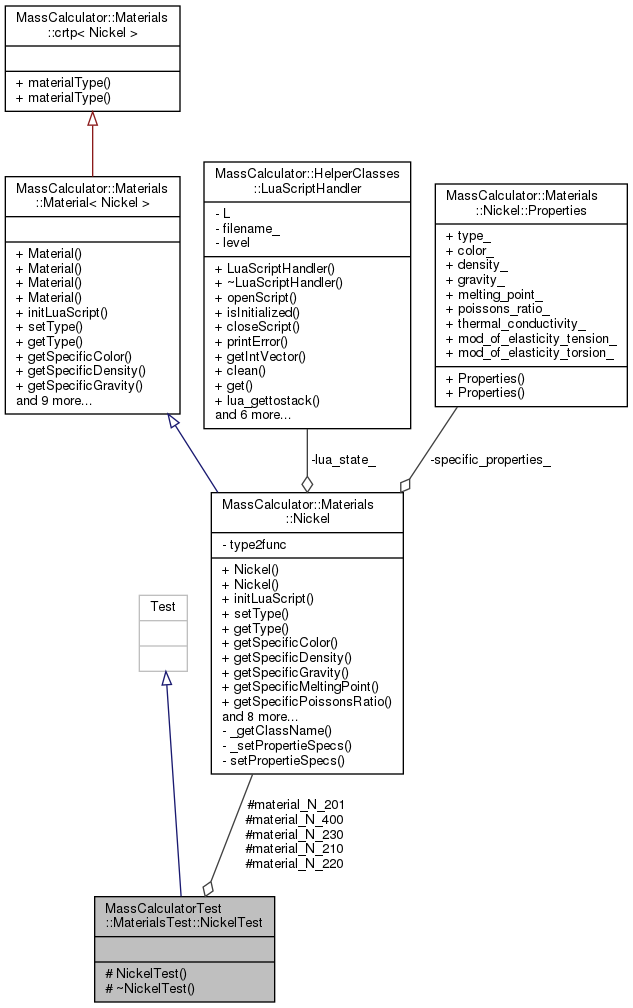 MassCalculator::Materials
::crtp< Nickel >
+ materialType()
+ materialType()
MassCalculator::Materials
::Material< Nickel >
+ Material()
+ Material()
+ Material()
+ Material()
+ initLuaScript()
+ setType()
+ getType()
+ getSpecificColor()
+ getSpecificDensity()
+ getSpecificGravity()
and 9 more...
MassCalculator::HelperClasses
::LuaScriptHandler
- L
- filename_
- level
+ LuaScriptHandler()
+ ~LuaScriptHandler()
+ openScript()
+ isInitialized()
+ closeScript()
+ printError()
+ getIntVector()
+ clean()
+ get()
+ lua_gettostack()
and 6 more...
MassCalculator::Materials
::Nickel::Properties
+ type_
+ color_
+ density_
+ gravity_
+ melting_point_
+ poissons_ratio_
+ thermal_conductivity_
+ mod_of_elasticity_tension_
+ mod_of_elasticity_torsion_
+ Properties()
+ Properties()
-lua_state_
-specific_properties_
MassCalculator::Materials
::Nickel
- type2func
+ Nickel()
+ Nickel()
+ initLuaScript()
+ setType()
+ getType()
+ getSpecificColor()
+ getSpecificDensity()
+ getSpecificGravity()
+ getSpecificMeltingPoint()
+ getSpecificPoissonsRatio()
and 8 more...
- _getClassName()
- _setPropertieSpecs()
- setPropertieSpecs()
Test
#material_N_201
#material_N_400
#material_N_230
#material_N_210
#material_N_220
MassCalculatorTest
::MaterialsTest::NickelTest
# NickelTest()
# ~NickelTest()